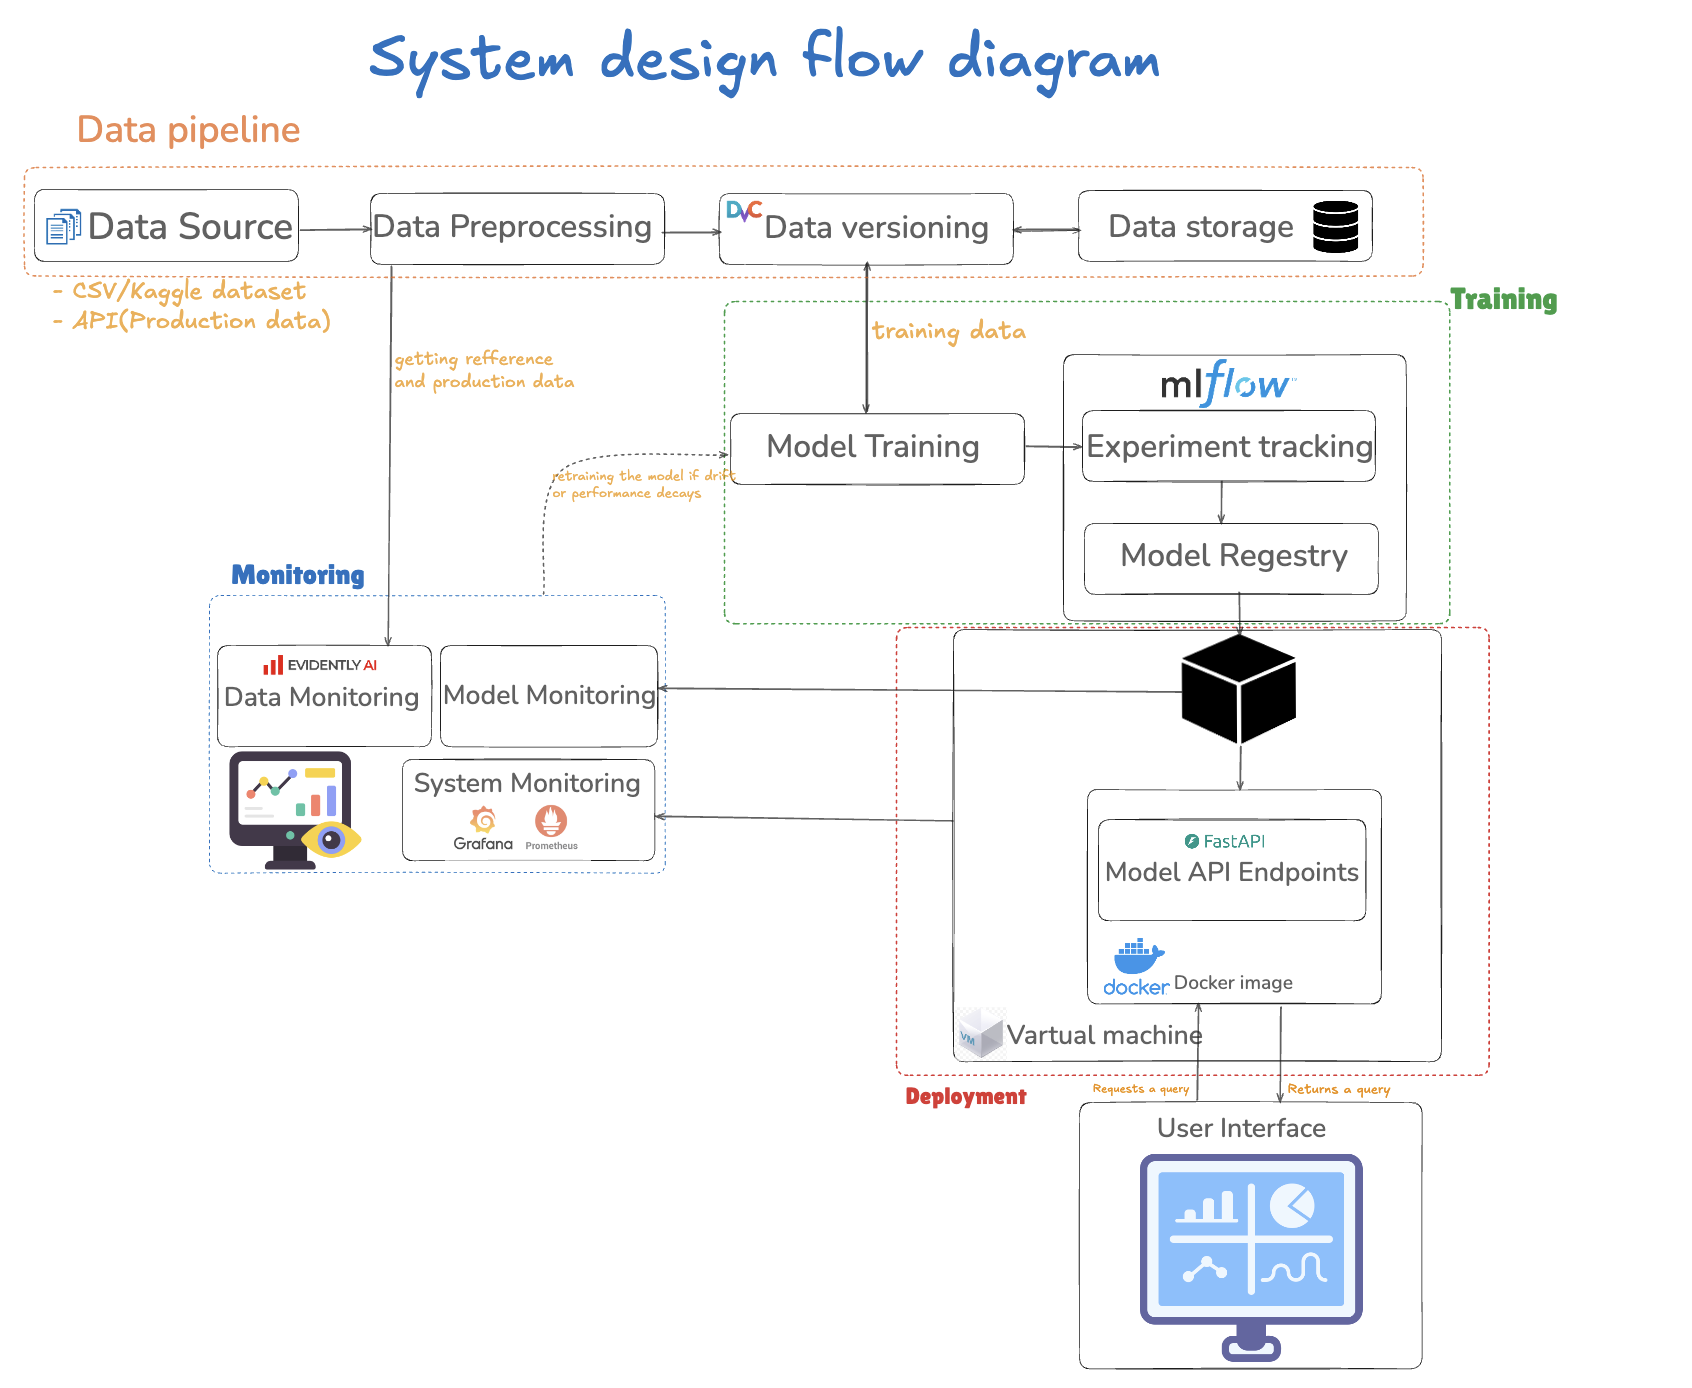 System design flow diagram
Data pipeline
Data Source
Data Preprocessing
DVC
Data versioning
Data storage
- CSV/Kaggle dataset
- API(Production data)
Training
training data
getting refference
and production data
mlflow
TM
Model Training
Experiment tracking
retraining the model if drift
or performance decays
Model Regestry
Monitoring
EVIDENTLY AI
Data Monitoring
Model Monitoring
System Monitoring
Grafana
Prometheus
FastAPI
Model API Endpoints
docker
Docker image
VM
Vartual machine
Deployment
Requests a query
Returns a query
User Interface